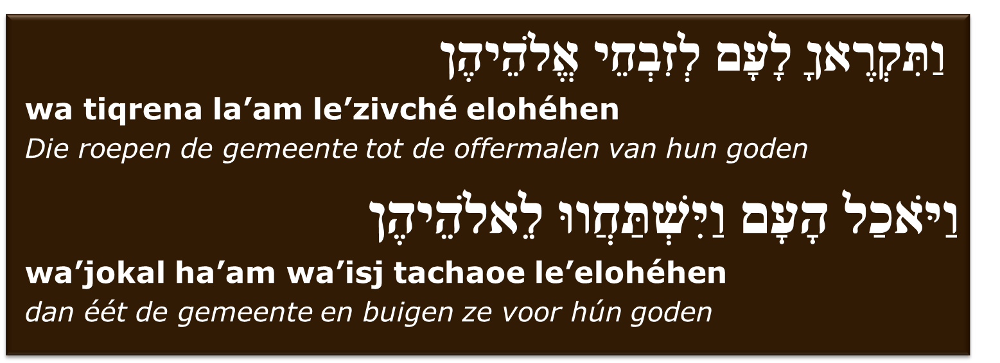 וַתִּקְרֶאןָ לָעָם לְזִבְחֵי אֱלֹהֵיהֶן
wa tiqrena la’am le’zivché elohéhen
Die roepen de gemeente tot de offermalen van hun goden
וַיֹּאכַל הָעָם וַיִּשְׁתַּחֲווּ לֵאלֹהֵיהֶן
wa’jokal ha’am wa’isj tachaoe le’elohéhen
dan éét de gemeente en buigen ze voor hún goden